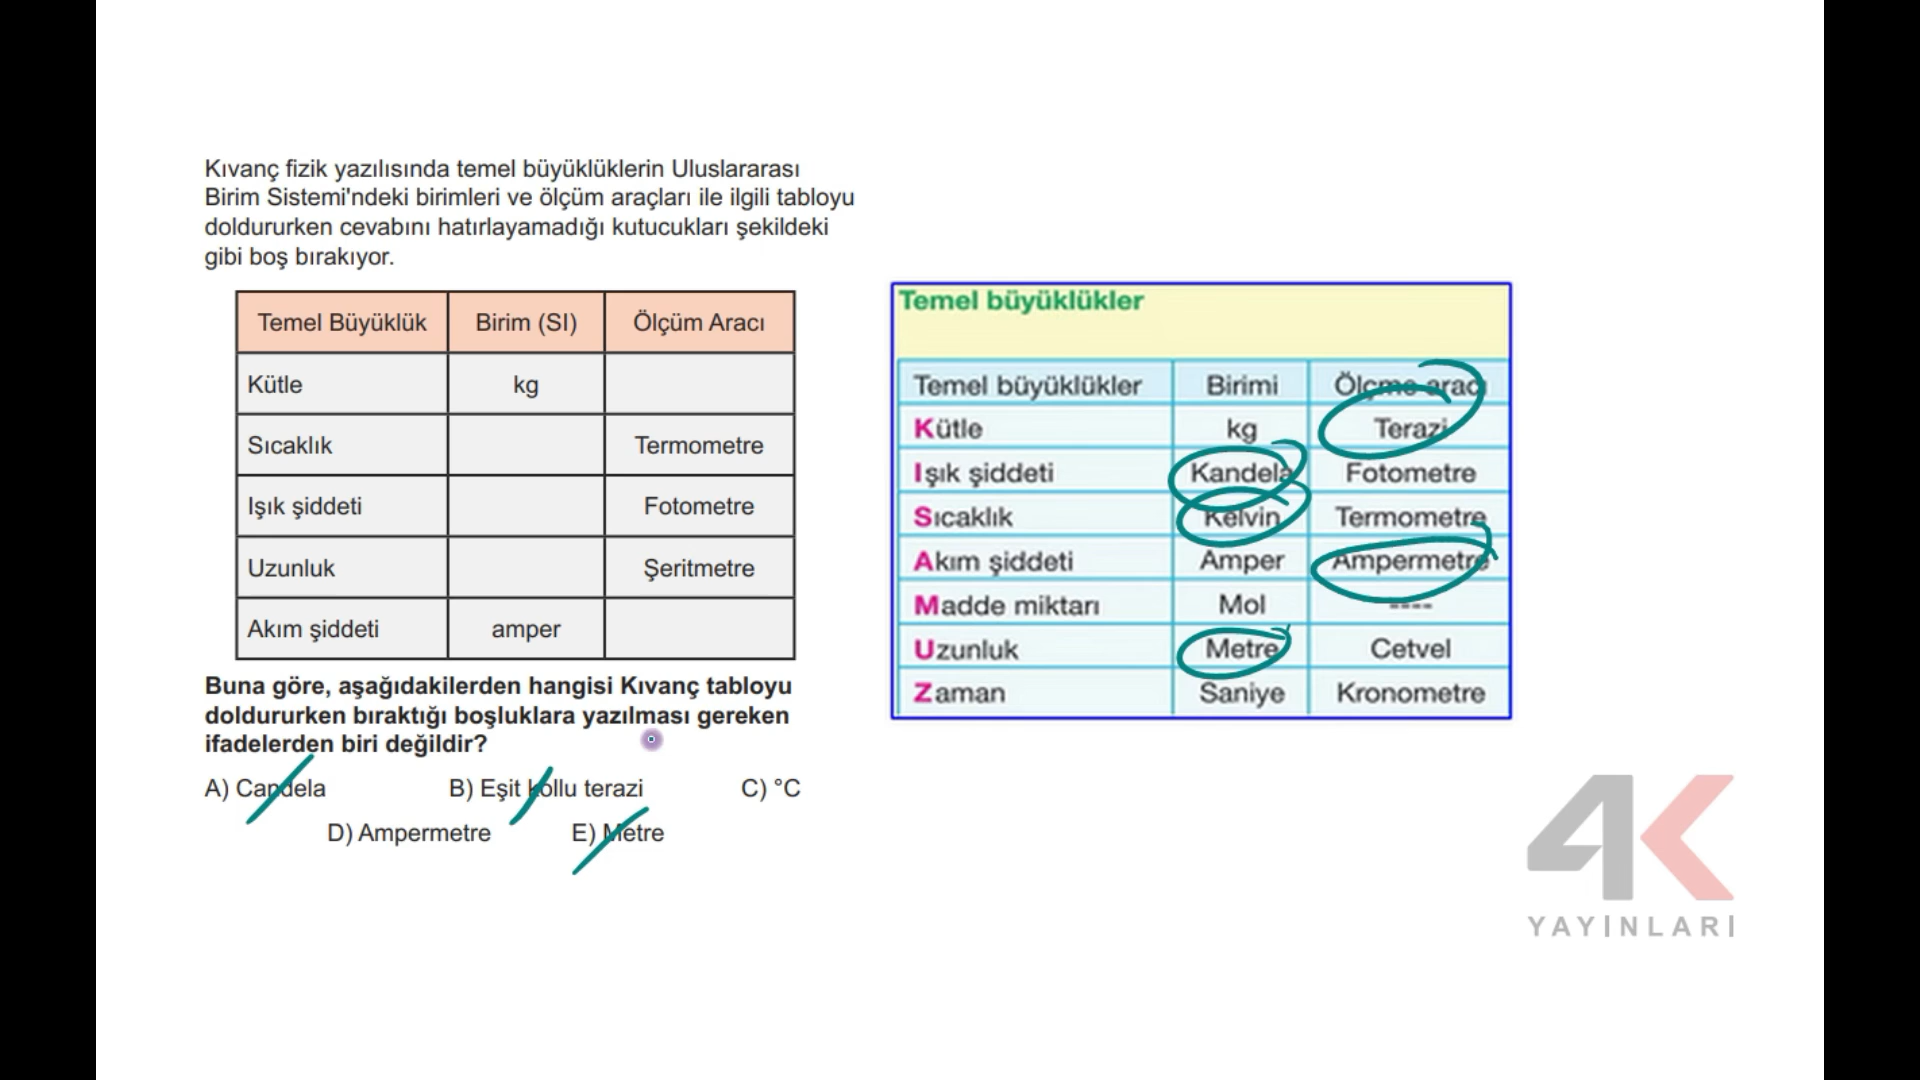 Kıvanç fizik yazılısında temel büyüklüklerin Uluslararası
Birim Sistemi'ndeki birimleri ve ölçüm araçları ile ilgili tabloyu
doldururken cevabını hatırlayamadığı kutucukları şekildeki
gibi boş bırakıyor.
Temel Büyüklük Birim (SI) Ölçüm Aracı
Kütle kg
Sıcaklık Termometre
Işık şiddeti Fotometre
Uzunluk Şeritmetre
Akım şiddeti amper
Buna göre, aşağıdakilerden hangisi Kıvanç tabloyu
doldururken bıraktığı boşluklara yazılması gereken
ifadelerden biri değildir?
A) Candela B) Eşit kollu terazi C) °C
D) Ampermetre E) Metre
Temel büyüklükler
Temel büyüklükler Birimi Ölçme aracı
Kütle kg Terazi
Işık şiddeti Kandela Fotometre
Sıcaklık Kelvin Termometre
Akım şiddeti Amper Ampermetre
Madde miktarı Mol ----
Uzunluk Metre Cetvel
Zaman Saniye Kronometre
4K
YAYINLARI